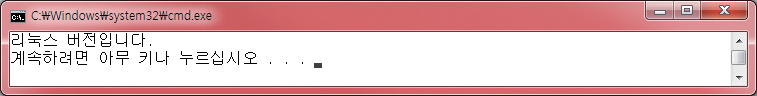 C:₩Windows₩system32₩cmd.exe
리눅스 버전입니다.
계속하려면 아무 키나 누르십시오 . . .